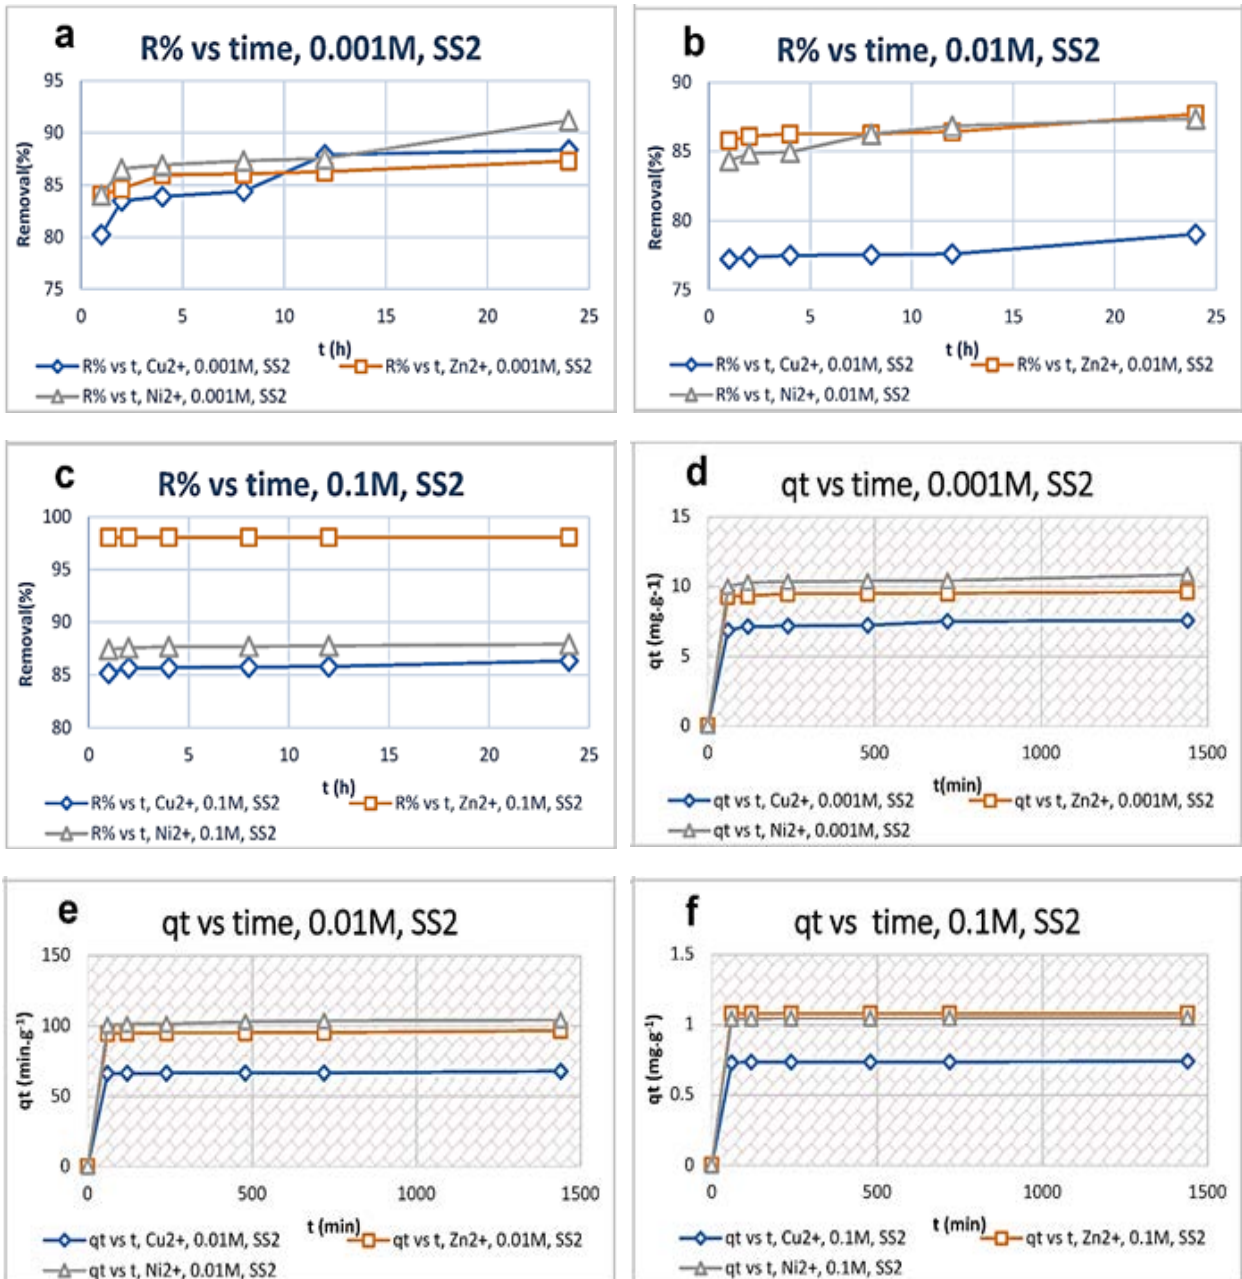 a
R% vs time, 0.001M, SS2
95
90
85
80
75
Removal(%)
0 5 10 15 20 25
t (h)
R% vs t, Cu2+, 0.001M, SS2
R% vs t, Zn2+, 0.001M, SS2
R% vs t, Ni2+, 0.001M, SS2
b
R% vs time, 0.01M, SS2
90
85
80
75
Removal(%)
0 5 10 15 20 25
t (h)
R% vs t, Cu2+, 0.01M, SS2
R% vs t, Zn2+, 0.01M, SS2
R% vs t, Ni2+, 0.01M, SS2
c
R% vs time, 0.1M, SS2
100
95
90
85
80
Removal(%)
0 5 10 15 20 25
t (h)
R% vs t, Cu2+, 0.1M, SS2
R% vs t, Zn2+, 0.1M, SS2
R% vs t, Ni2+, 0.1M, SS2
d
qt vs time, 0.001M, SS2
15
10
5
0
qt (mg.g-1)
0 500 1000 1500
t(min)
qt vs t, Cu2+, 0.001M, SS2
qt vs t, Zn2+, 0.001M, SS2
qt vs t, Ni2+, 0.001M, SS2
e
qt vs time, 0.01M, SS2
150
100
50
0
qt (min.g⁻¹)
0 500 1000 1500
t (min)
qt vs t, Cu2+, 0.01M, SS2
qt vs t, Zn2+, 0.01M, SS2
qt vs t, Ni2+, 0.01M, SS2
f
qt vs time, 0.1M, SS2
1.5
1
0.5
0
qt (mg.g⁻¹)
0 500 1000 1500
t (min)
qt vs t, Cu2+, 0.1M, SS2
qt vs t, Zn2+, 0.1M, SS2
qt vs t, Ni2+, 0.1M, SS2